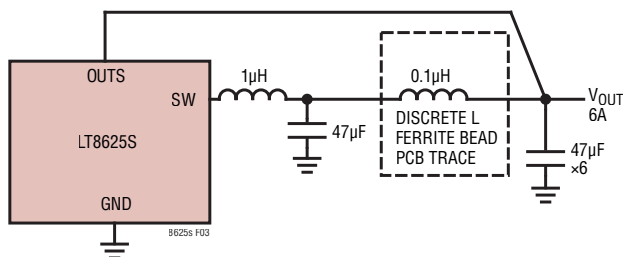 OUTS
1µH
0.1µH
SW
VOUT
6A
DISCRETE L
FERRITE BEAD
PCB TRACE
LT8625S
47µF
47µF
×6
GND
8625s F03